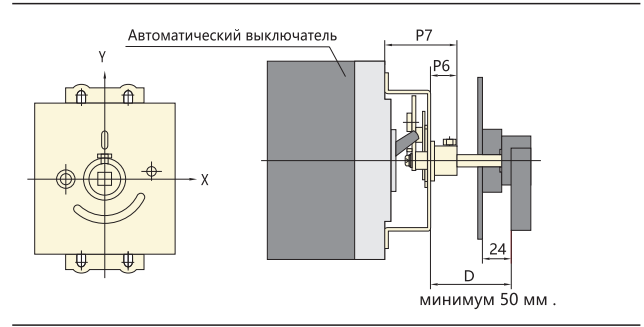 Автоматический выключатель
P7
Y
P6
X
24
D
минимум 50 мм .